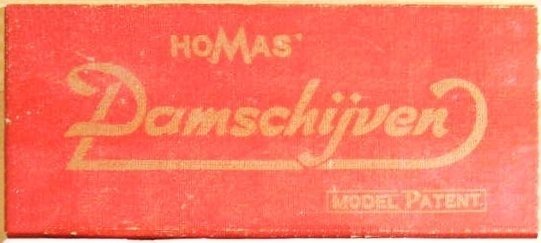 HOMAS'
Damschijven
MODEL PATENT.